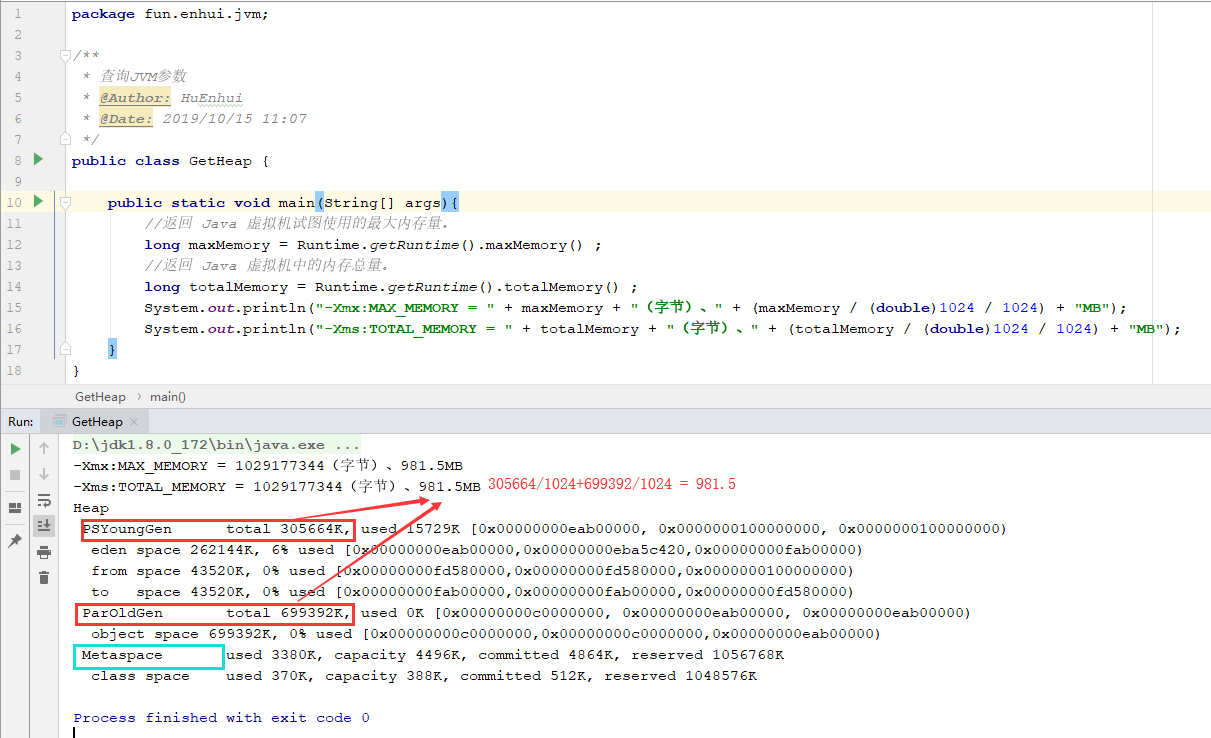 1 package fun.enhui.jvm;
2
3 /**
4  * 查询JVM参数
5  * @Author: HuEnhui
6  * @Date: 2019/10/15 11:07
7  */
8 public class GetHeap {
9
10     public static void main(String[] args){
11         //返回 Java 虚拟机试图使用的最大内存量。
12         long maxMemory = Runtime.getRuntime().maxMemory() ;
13         //返回 Java 虚拟机中的内存总量。
14         long totalMemory = Runtime.getRuntime().totalMemory() ;
15         System.out.println("-Xmx:MAX_MEMORY = " + maxMemory + "（字节）、" + (maxMemory / (double)1024 / 1024) + "MB");
16         System.out.println("-Xms:TOTAL_MEMORY = " + totalMemory + "（字节）、" + (totalMemory / (double)1024 / 1024) + "MB");
17     }
18 }
GetHeap › main()
Run: GetHeap ×
D:\jdk1.8.0_172\bin\java.exe ...
-Xmx:MAX_MEMORY = 1029177344（字节）、981.5MB
-Xms:TOTAL_MEMORY = 1029177344（字节）、981.5MB 305664/1024+699392/1024 = 981.5
Heap
PSYoungGen total 305664K, used 15729K [0x00000000eab00000, 0x0000000100000000, 0x0000000100000000)
eden space 262144K, 6% used [0x00000000eab00000,0x00000000eba5c420,0x00000000fab00000)
from space 43520K, 0% used [0x00000000fd580000,0x00000000fd580000,0x0000000100000000)
to space 43520K, 0% used [0x00000000fab00000,0x00000000fab00000,0x00000000fd580000)
ParOldGen total 699392K, used 0K [0x00000000c0000000, 0x00000000eab00000, 0x00000000eab00000)
object space 699392K, 0% used [0x00000000c0000000,0x00000000c0000000,0x00000000eab00000)
Metaspace used 3380K, capacity 4496K, committed 4864K, reserved 1056768K
class space used 370K, capacity 388K, committed 512K, reserved 1048576K
Process finished with exit code 0